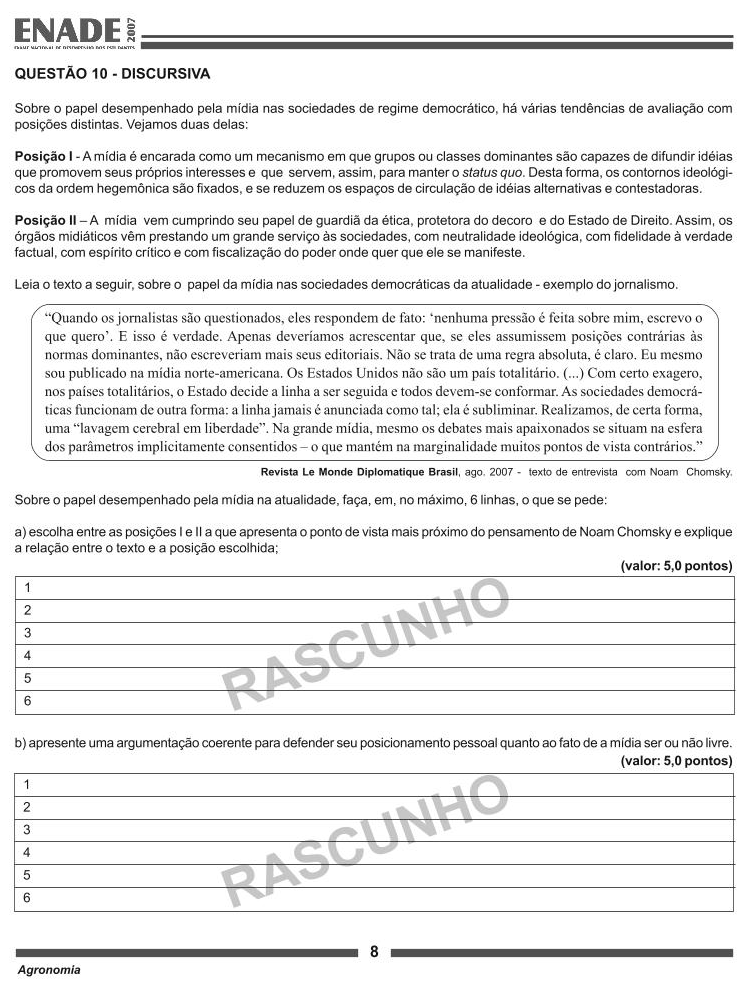 ENADE 2007
EXAME NACIONAL DE DESEMPENHO DOS ESTUDANTES
QUESTÃO 10 - DISCURSIVA
Sobre o papel desempenhado pela mídia nas sociedades de regime democrático, há várias tendências de avaliação com
posições distintas. Vejamos duas delas:
Posição I - A mídia é encarada como um mecanismo em que grupos ou classes dominantes são capazes de difundir idéias
que promovem seus próprios interesses e que servem, assim, para manter o status quo. Desta forma, os contornos ideológi-
cos da ordem hegemônica são fixados, e se reduzem os espaços de circulação de idéias alternativas e contestadoras.
Posição II – A mídia vem cumprindo seu papel de guardiã da ética, protetora do decoro e do Estado de Direito. Assim, os
órgãos midiáticos vêm prestando um grande serviço às sociedades, com neutralidade ideológica, com fidelidade à verdade
factual, com espírito crítico e com fiscalização do poder onde quer que ele se manifeste.
Leia o texto a seguir, sobre o papel da mídia nas sociedades democráticas da atualidade - exemplo do jornalismo.
“Quando os jornalistas são questionados, eles respondem de fato: ‘nenhuma pressão é feita sobre mim, escrevo o
que quero’. E isso é verdade. Apenas deveríamos acrescentar que, se eles assumissem posições contrárias às
normas dominantes, não escreveriam mais seus editoriais. Não se trata de uma regra absoluta, é claro. Eu mesmo
sou publicado na mídia norte-americana. Os Estados Unidos não são um país totalitário. (...) Com certo exagero,
nos países totalitários, o Estado decide a linha a ser seguida e todos devem-se conformar. As sociedades democrá-
ticas funcionam de outra forma: a linha jamais é anunciada como tal; ela é subliminar. Realizamos, de certa forma,
uma “lavagem cerebral em liberdade”. Na grande mídia, mesmo os debates mais apaixonados se situam na esfera
dos parâmetros implicitamente consentidos – o que mantém na marginalidade muitos pontos de vista contrários.”
Revista Le Monde Diplomatique Brasil, ago. 2007 - texto de entrevista com Noam Chomsky.
Sobre o papel desempenhado pela mídia na atualidade, faça, em, no máximo, 6 linhas, o que se pede:
a) escolha entre as posições I e II a que apresenta o ponto de vista mais próximo do pensamento de Noam Chomsky e explique
a relação entre o texto e a posição escolhida;
(valor: 5,0 pontos)
1
2
3
4
5
6
RASCUNHO
b) apresente uma argumentação coerente para defender seu posicionamento pessoal quanto ao fato de a mídia ser ou não livre.
(valor: 5,0 pontos)
1
2
3
4
5
6
RASCUNHO
8
Agronomia